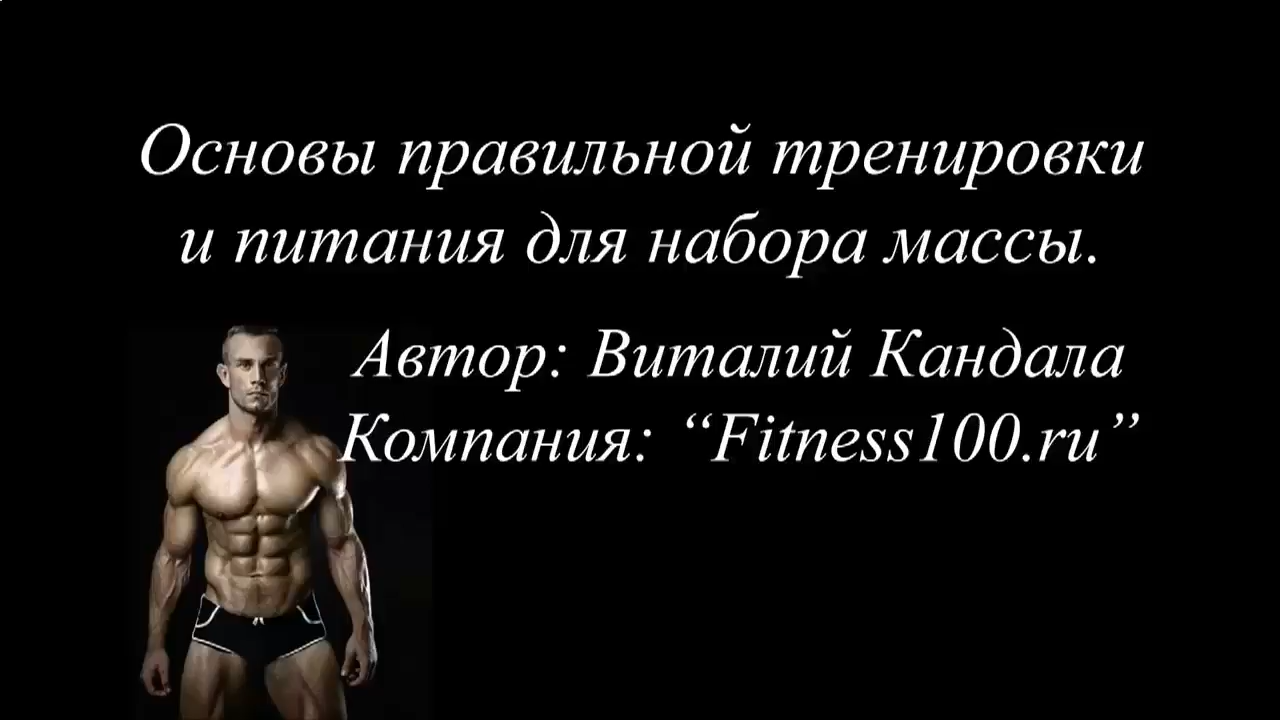 Основы правильной тренировки
и питания для набора массы.
Автор: Виталий Кандала
Компания: “Fitness100.ru”